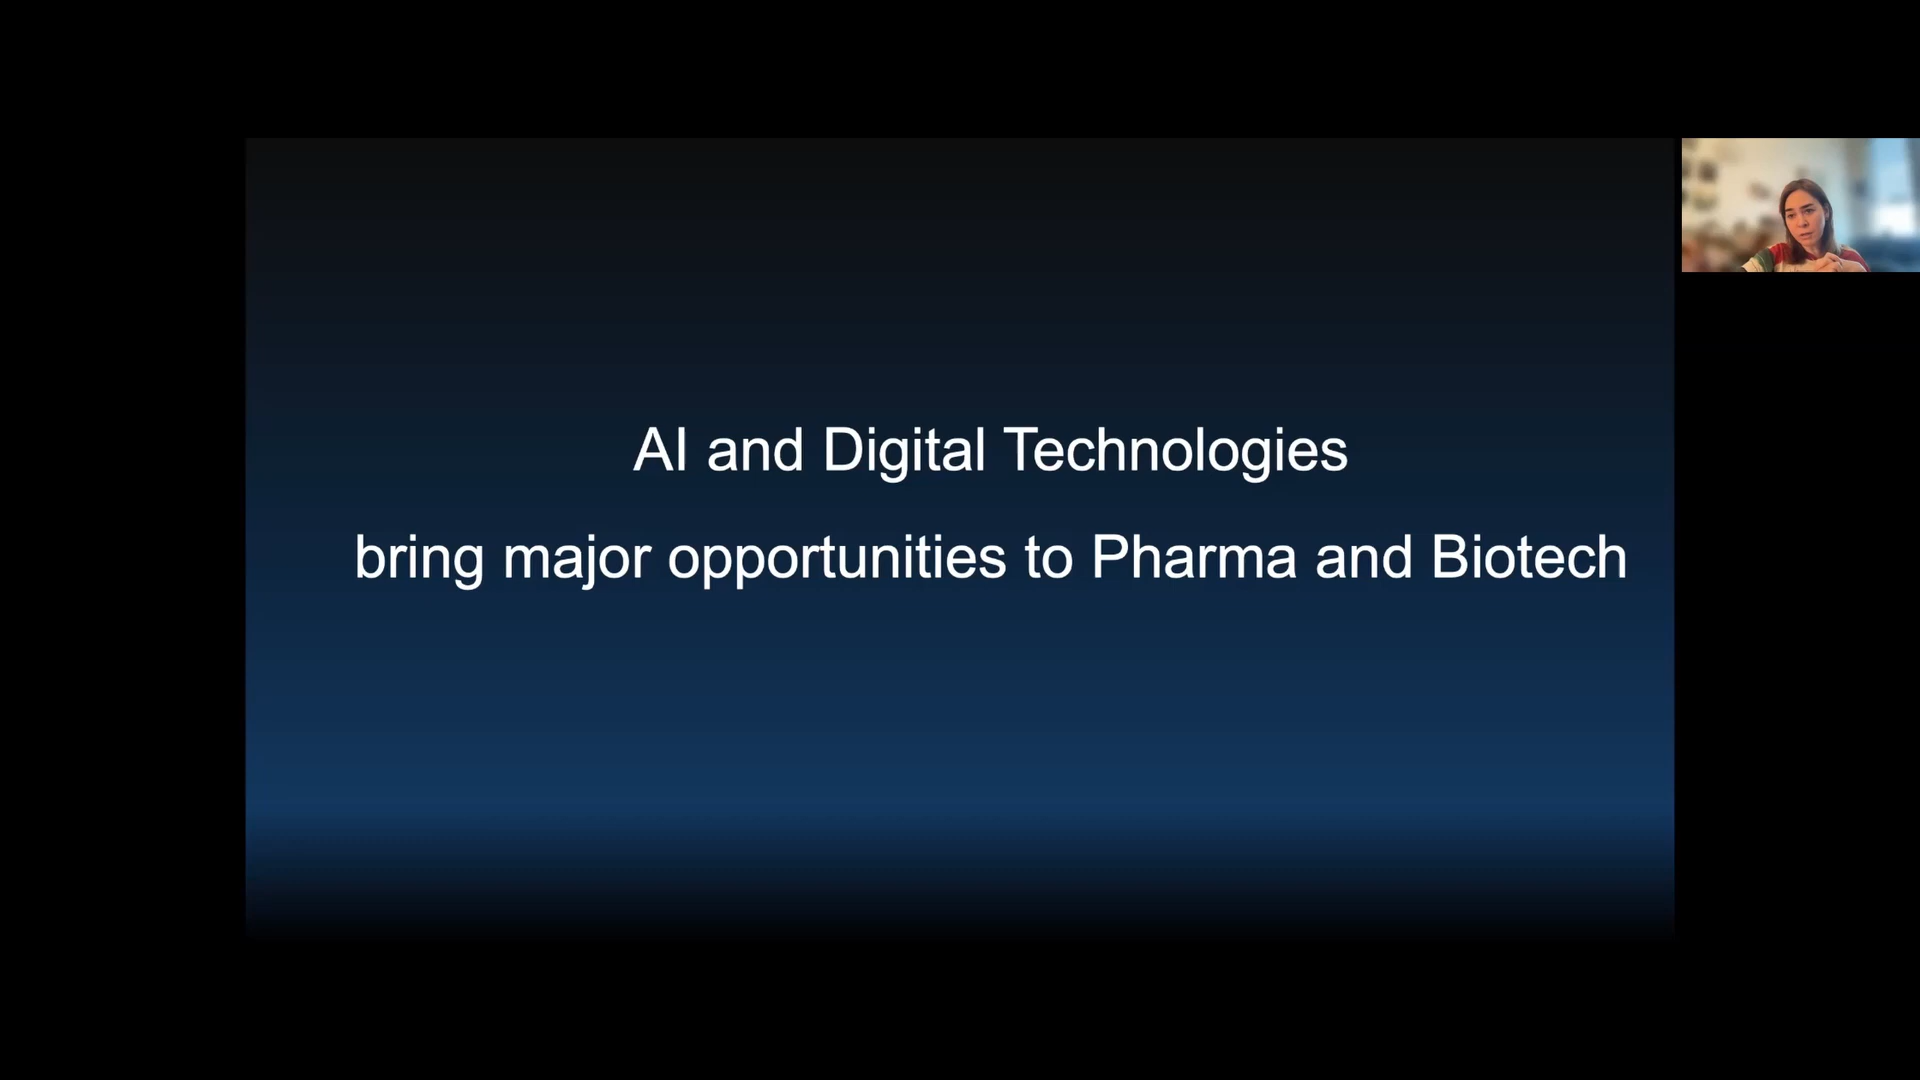 AI and Digital Technologies
bring major opportunities to Pharma and Biotech